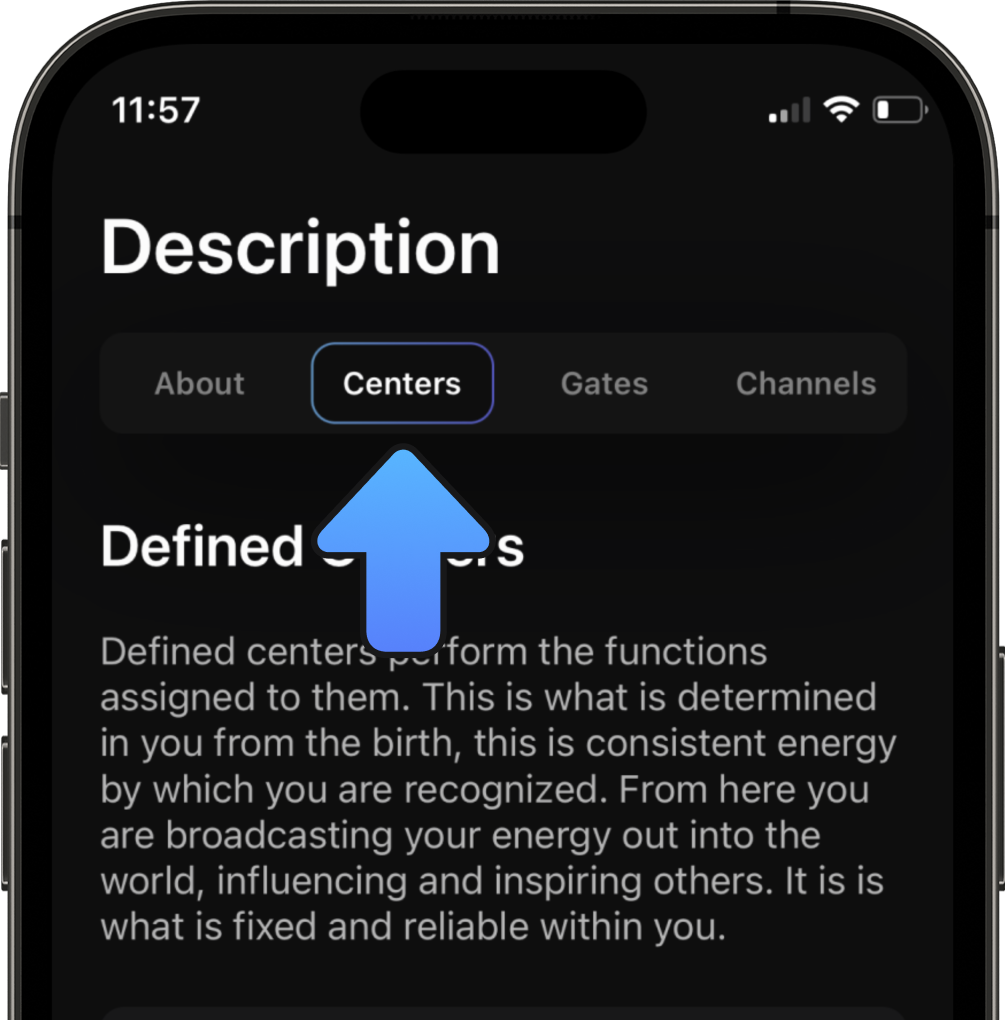 11:57
Description
About Centers Gates Channels
Defined
Defined centers perform the functions
assigned to them. This is what is determined
in you from the birth, this is consistent energy
by which you are recognized. From here you
are broadcasting your energy out into the
world, influencing and inspiring others. It is is
what is fixed and reliable within you.